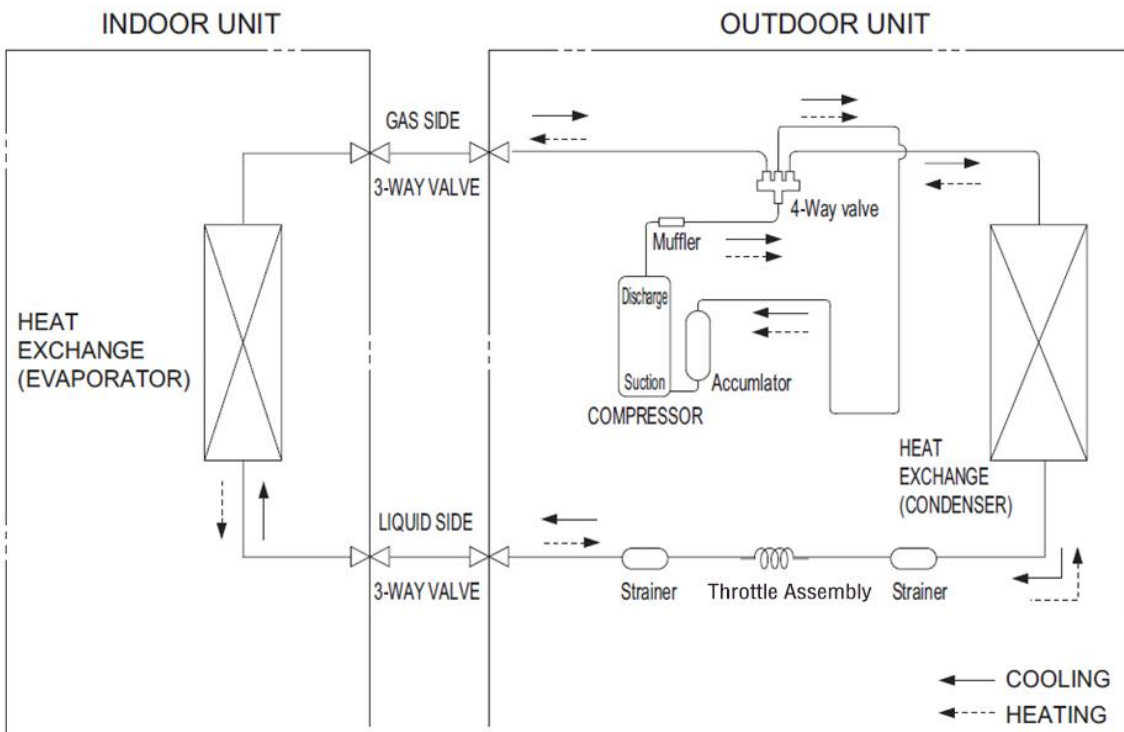 INDOOR UNIT
OUTDOOR UNIT
GAS SIDE
3-WAY VALVE
4-Way valve
Muffler
Discharge
Suction
Accumlator
COMPRESSOR
HEAT
EXCHANGE
(EVAPORATOR)
HEAT
EXCHANGE
(CONDENSER)
LIQUID SIDE
3-WAY VALVE
Strainer
Throttle Assembly
Strainer
COOLING
HEATING